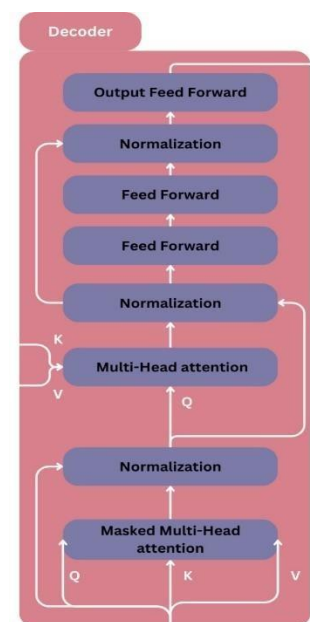 Decoder
Output Feed Forward
Normalization
Feed Forward
Feed Forward
Normalization
K
Multi-Head attention
V
Q
Normalization
Masked Multi-Head
attention
Q
K
V